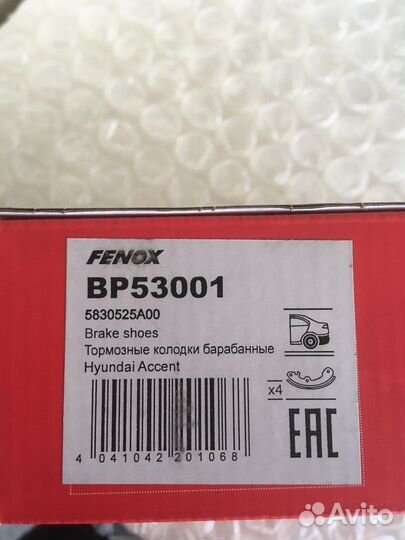 FENOX
BP53001
5830525A00
Brake shoes
Тормозные колодки барабанные
Hyundai Accent
x4
EAC
4 041042 201068
Avito